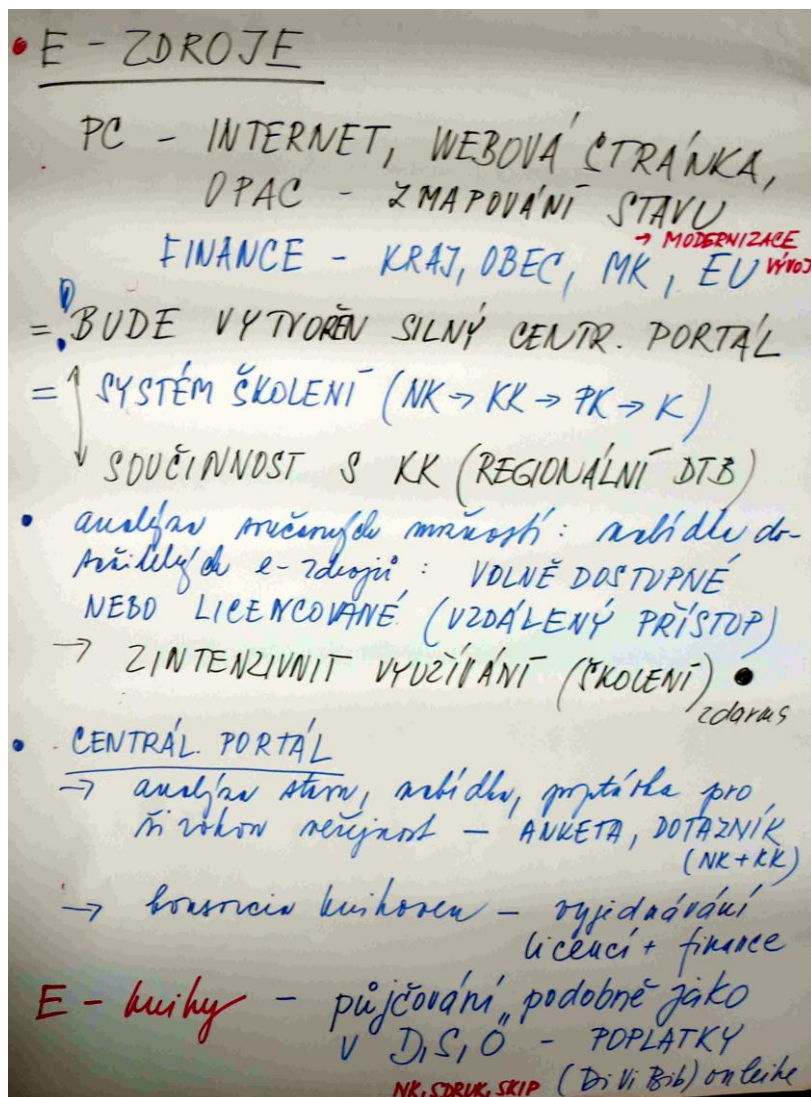 • E - ZDROJE
PC - INTERNET, WEBOVÁ STRÁNKA,
OPAC - ZMAPOVÁNÍ STAVU
→ MODERNIZACE
FINANCE - KRAJ, OBEC, MK, EU VÝVOJ
= ! BUDE VYTVOŘEN SILNÝ CENTR. PORTÁL
= ↕ SYSTÉM ŠKOLENÍ (NK → KK → PK → K)
SOUČINNOST S KK (REGIONÁLNÍ DTB)
• analýza současných možností: nabídka do-
sažitelných e-zdrojů: VOLNĚ DOSTUPNÉ
NEBO LICENCOVANÉ (VZDÁLENÝ PŘÍSTUP)
→ ZINTENZIVNIT VYUŽÍVÁNÍ (ŠKOLENÍ) •
zdarma
• CENTRÁL. PORTÁL
→ analýza stavu, nabídka, poptávka pro
širokou veřejnost - ANKETA, DOTAZNÍK
(NK+KK)
→ konsorcia knihoven - vyjednávání
licencí + finance
E - knihy - půjčování „podobně jako
v D, S, O - POPLATKY
NK, SDRUK, SKIP (DiViBib) onleihe